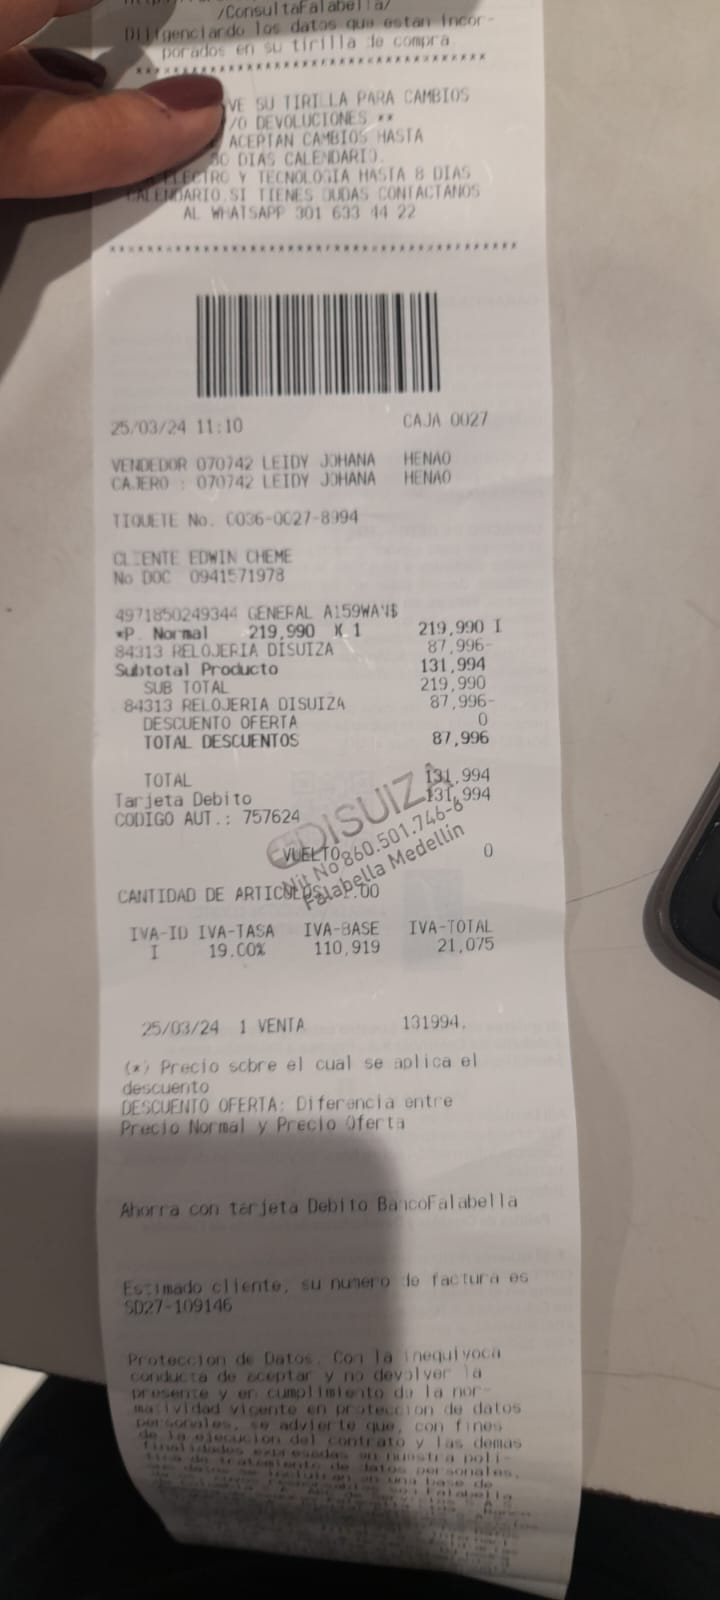 /ConsultaFalabella/
Diligenciando los datos que estan incor-
porados en su tirilla de compra
****************************************
VE SU TIRILLA PARA CAMBIOS
/O DEVOLUCIONES **
ACEPTAN CAMBIOS HASTA
30 DIAS CALENDARIO.
ELECTRO Y TECNOLOGIA HASTA 8 DIAS
CALENDARIO.SI TIENES DUDAS CONTACTANOS
AL WHATSAPP 301 633 44 22
****************************************
25/03/24 11:10 CAJA 0027
VENDEDOR 070742 LEIDY JOHANA HENAO
CAJERO : 070742 LEIDY JOHANA HENAO
TIQUETE No. 0036-0027-8994
CLIENTE EDWIN CHEME
No DOC 0941571978
4971850249344 GENERAL A159WAV$
*P. Normal 219,990 X 1 219,990 I
84313 RELOJERIA DISUIZA 87,996-
Subtotal Producto 131,994
SUB TOTAL 219,990
84313 RELOJERIA DISUIZA 87,996-
DESCUENTO OFERTA 0
TOTAL DESCUENTOS 87,996
TOTAL 131,994
Tarjeta Debito 131,994
CODIGO AUT.: 757624
DISUIZA
Nit No 860.501.746-6
Falabella Medellin
VUELTO 0
CANTIDAD DE ARTICULOS 1.00
IVA-ID IVA-TASA IVA-BASE IVA-TOTAL
I 19.00% 110,919 21,075
25/03/24 1 VENTA 131994.
(*) Precio sobre el cual se aplica el
descuento
DESCUENTO OFERTA: Diferencia entre
Precio Normal y Precio Oferta
Ahorra con tarjeta Debito BancoFalabella
Estimado cliente, su numero de factura es
SD27-109146
Proteccion de Datos. Con la inequivoca
conducta de aceptar y no devolver la
presente y en cumplimiento de la nor-
matividad vigente en proteccion de datos
personales, se advierte que, con fines
de la ejecucion del contrato y las demas
finalidades expresadas en nuestra poli-
tica de tratamiento de datos personales,